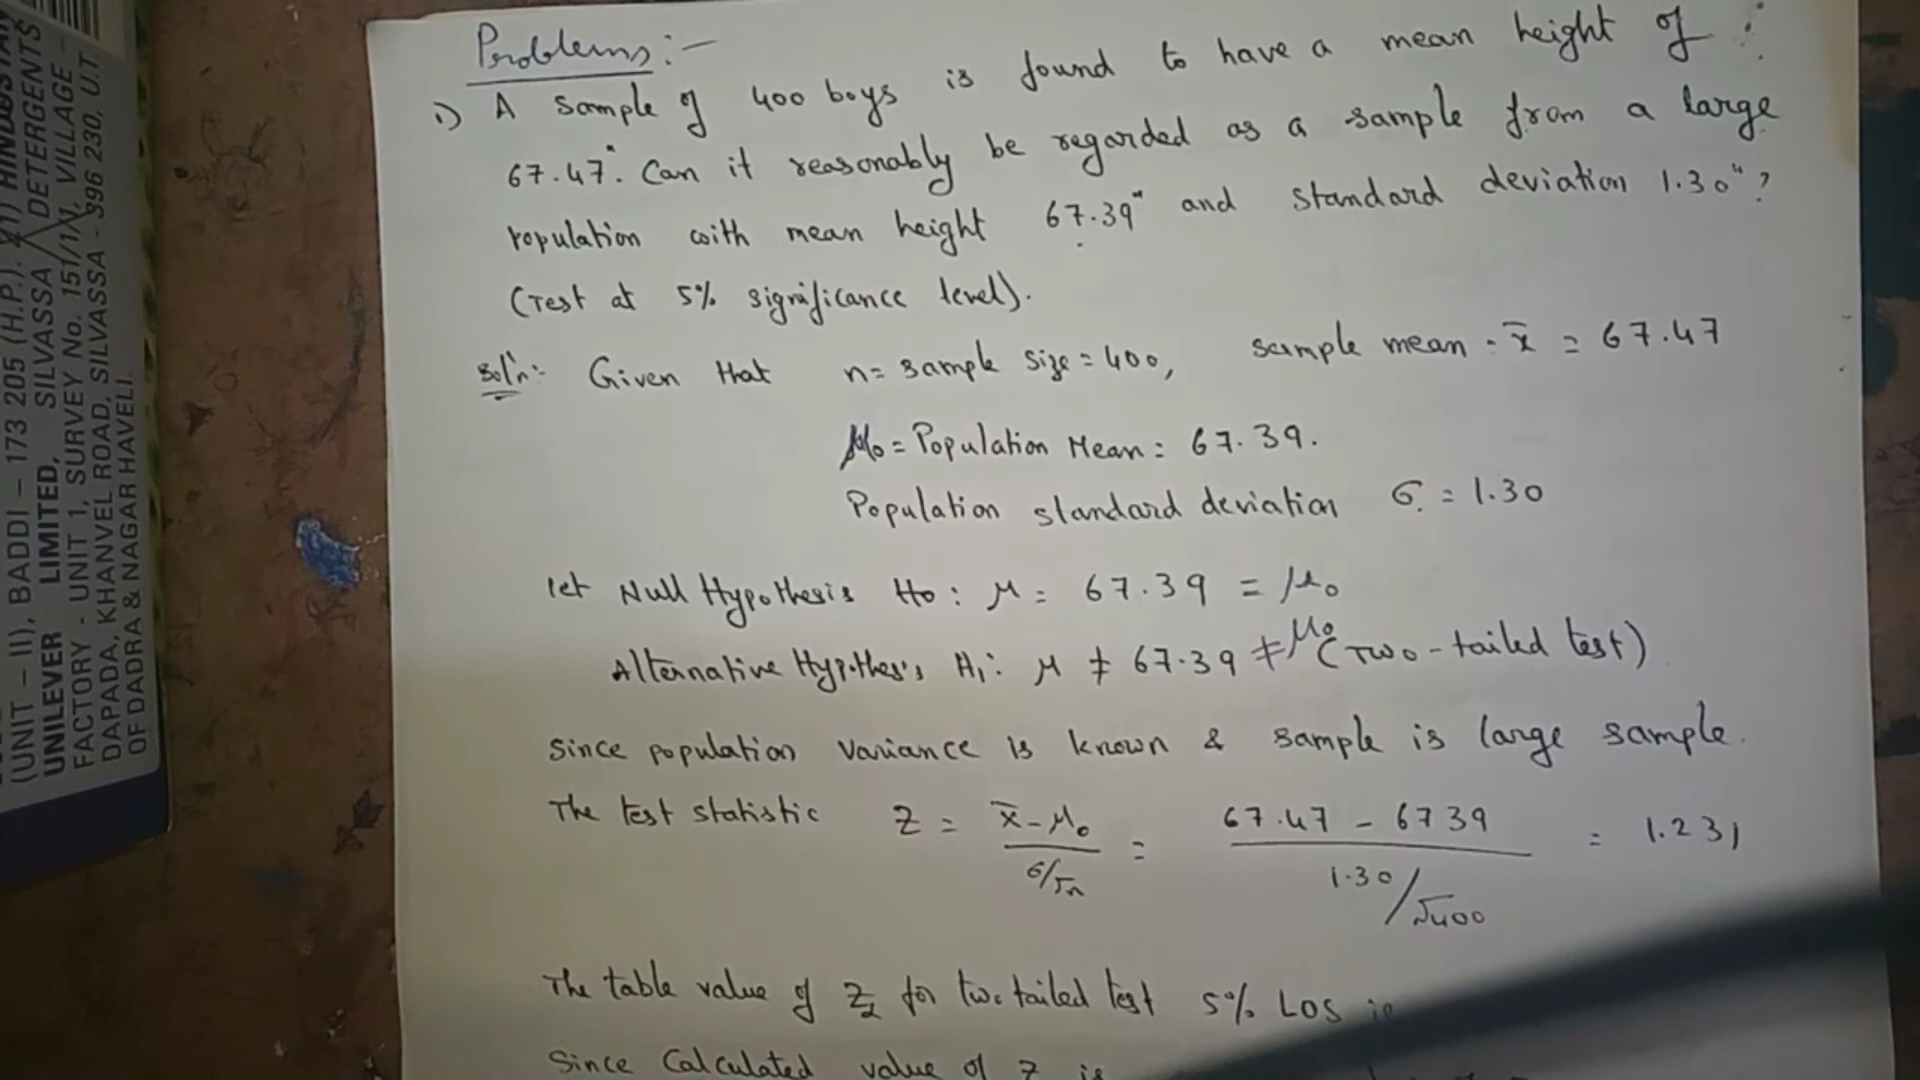 (UNIT – II), BADDI – 173 205 (H.P.).
UNILEVER LIMITED, SILVASSA DETERGENTS
FACTORY - UNIT 1, SURVEY No. 151/1/1, VILLAGE -
DAPADA, KHANVEL ROAD, SILVASSA - 396 230, U.T.
OF DADRA & NAGAR HAVELI.
Problems :-
1) A sample of 400 boys is found to have a mean height of
67.47". Can it reasonably be regarded as a sample from a large
population with mean height 67.39" and standard deviation 1.30"?
(Test at 5% significance level).
Sol'n:- Given that n = sample size = 400, sample mean = x̄ = 67.47
μ₀ = Population Mean = 67.39.
Population standard deviation σ = 1.30
let Null Hypothesis H₀ : μ = 67.39 = μ₀
Alternative Hypothesis H₁ : μ ≠ 67.39 ≠ μ₀ (Two-tailed test)
Since population variance is known & sample is large sample.
The test statistic Z = (x̄ - μ₀)/(σ/√n) = (67.47 - 67 39)/(1.30/√400) = 1.231
The table value of Z for two tailed test 5% LOS is
Since Calculated value of Z is